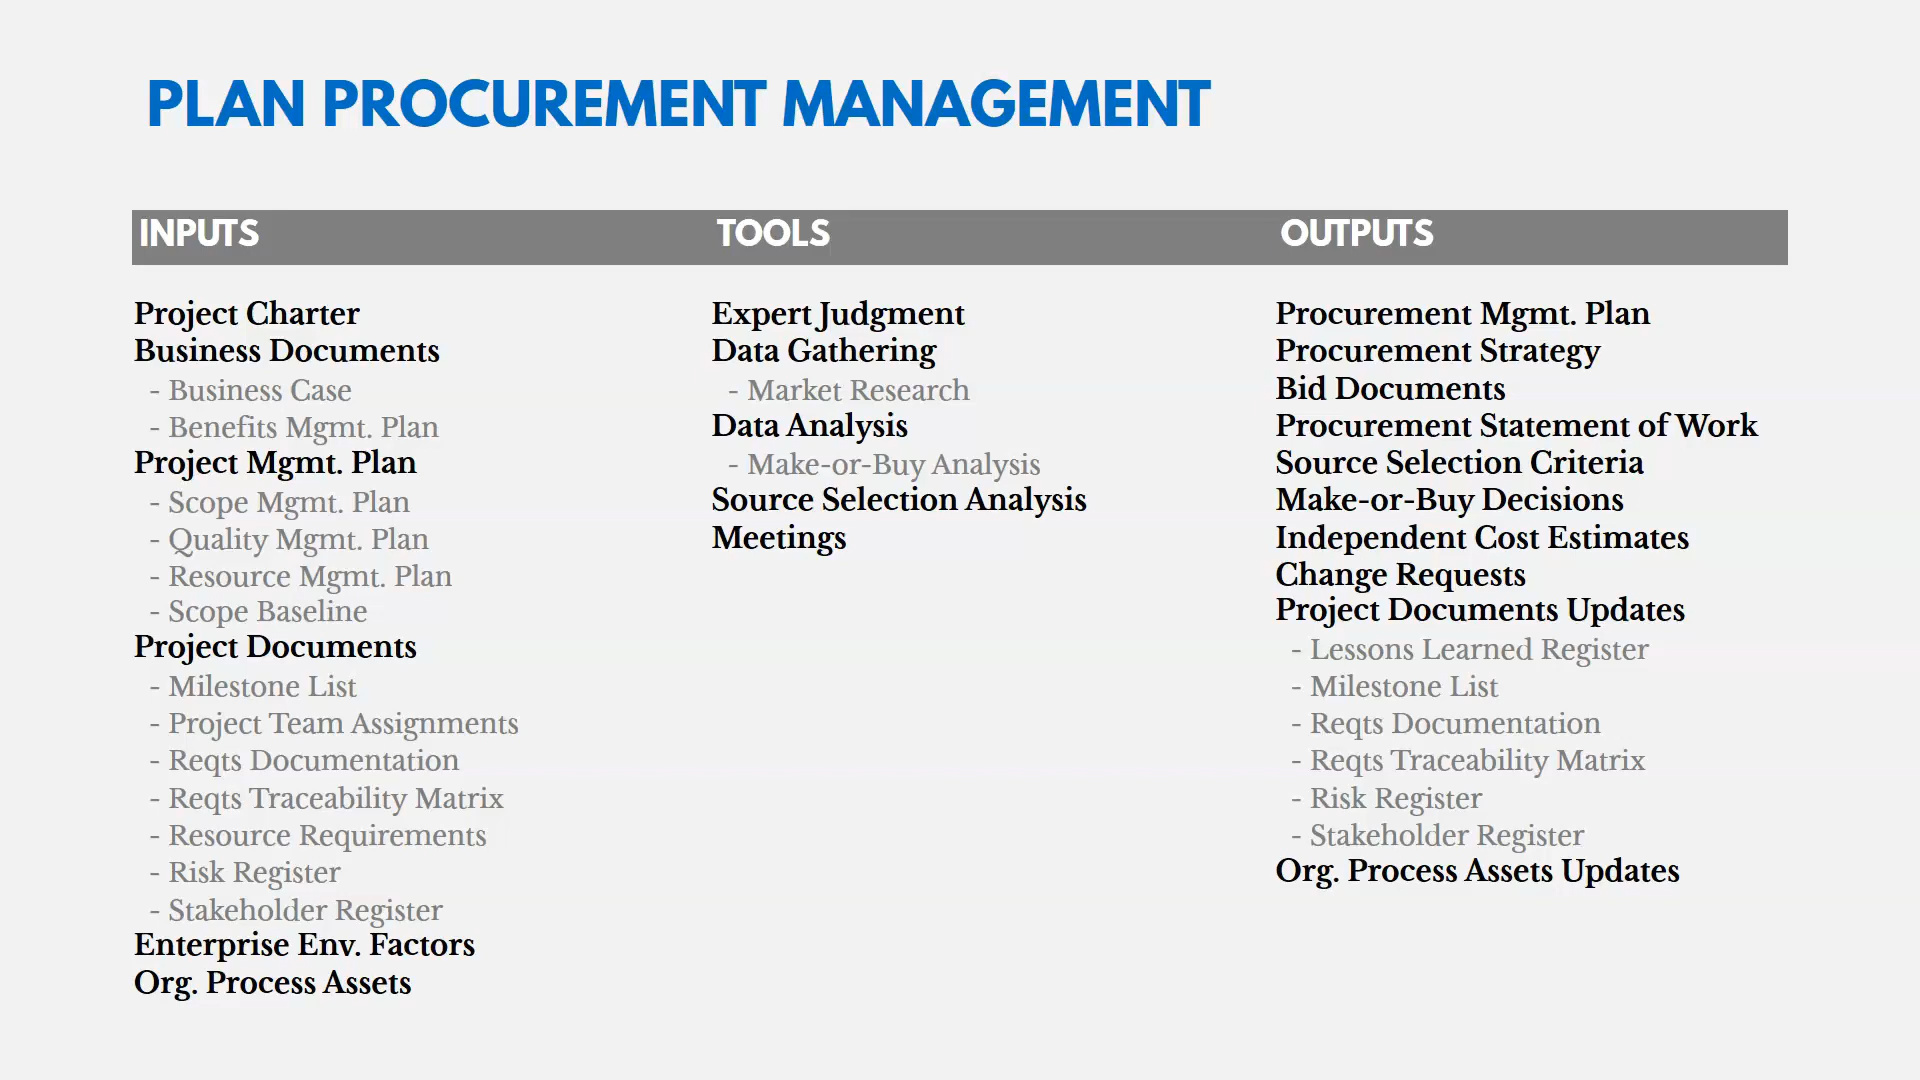 PLAN PROCUREMENT MANAGEMENT
INPUTS
Project Charter
Business Documents
- Business Case
- Benefits Mgmt. Plan
Project Mgmt. Plan
- Scope Mgmt. Plan
- Quality Mgmt. Plan
- Resource Mgmt. Plan
- Scope Baseline
Project Documents
- Milestone List
- Project Team Assignments
- Reqts Documentation
- Reqts Traceability Matrix
- Resource Requirements
- Risk Register
- Stakeholder Register
Enterprise Env. Factors
Org. Process Assets
TOOLS
Expert Judgment
Data Gathering
- Market Research
Data Analysis
- Make-or-Buy Analysis
Source Selection Analysis
Meetings
OUTPUTS
Procurement Mgmt. Plan
Procurement Strategy
Bid Documents
Procurement Statement of Work
Source Selection Criteria
Make-or-Buy Decisions
Independent Cost Estimates
Change Requests
Project Documents Updates
- Lessons Learned Register
- Milestone List
- Reqts Documentation
- Reqts Traceability Matrix
- Risk Register
- Stakeholder Register
Org. Process Assets Updates